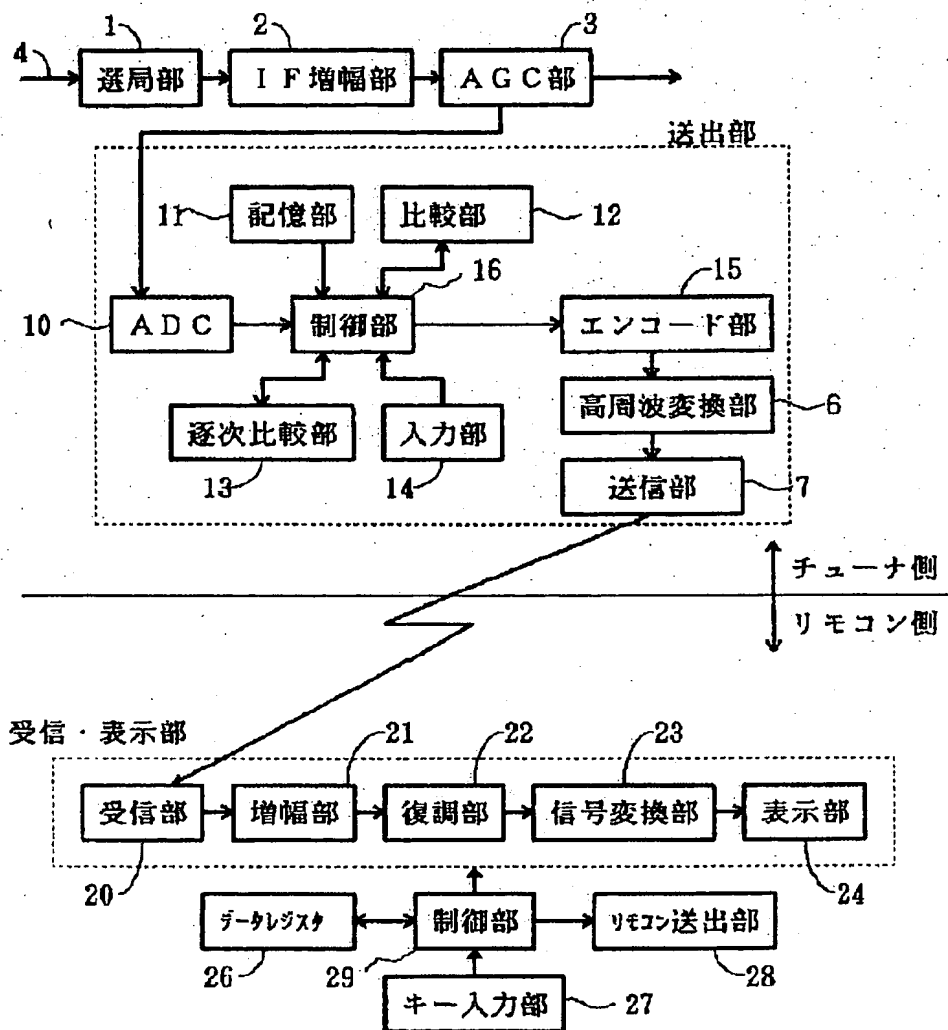 1
2
3
4
選局部
IF増幅部
AGC部
送出部
11
記憶部
比較部
12
16
15
10
ADC
制御部
エンコード部
逐次比較部
入力部
高周波変換部
6
13
14
送信部
7
チューナ側
リモコン側
受信・表示部
21
22
23
受信部
増幅部
復調部
信号変換部
表示部
20
24
データレジスタ
制御部
リモコン送出部
26
29
28
キー入力部
27